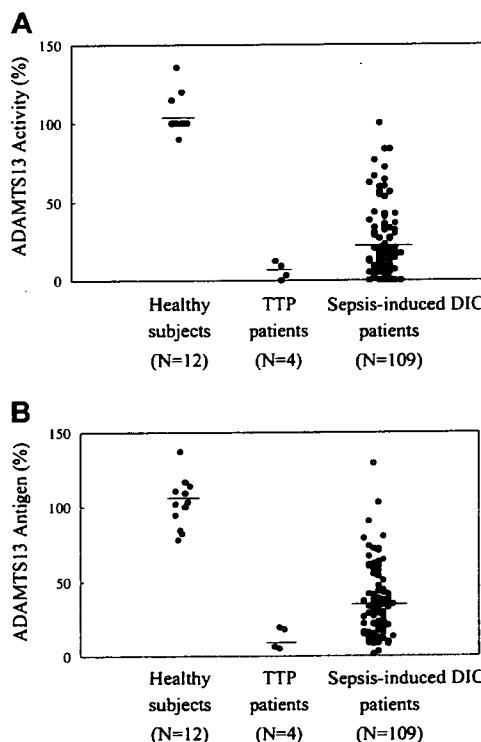 A
ADAMTS13 Activity (%)
150
100
50
0
Healthy subjects (N=12)
TTP patients (N=4)
Sepsis-induced DIC patients (N=109)
B
ADAMTS13 Antigen (%)
150
100
50
0
Healthy subjects (N=12)
TTP patients (N=4)
Sepsis-induced DIC patients (N=109)